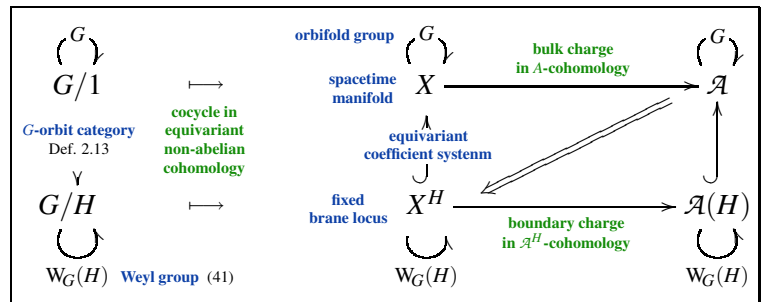 G orbifold group G G
G/1 ⟼ spacetime manifold X bulk charge in A-cohomology 𝒜
G-orbit category
Def. 2.13
cocycle in
equivariant
non-abelian
cohomology
equivariant
coefficient systenm
G/H ⟼ fixed brane locus X^H boundary charge in 𝒜^H-cohomology 𝒜(H)
W_G(H) Weyl group (41) W_G(H) W_G(H)